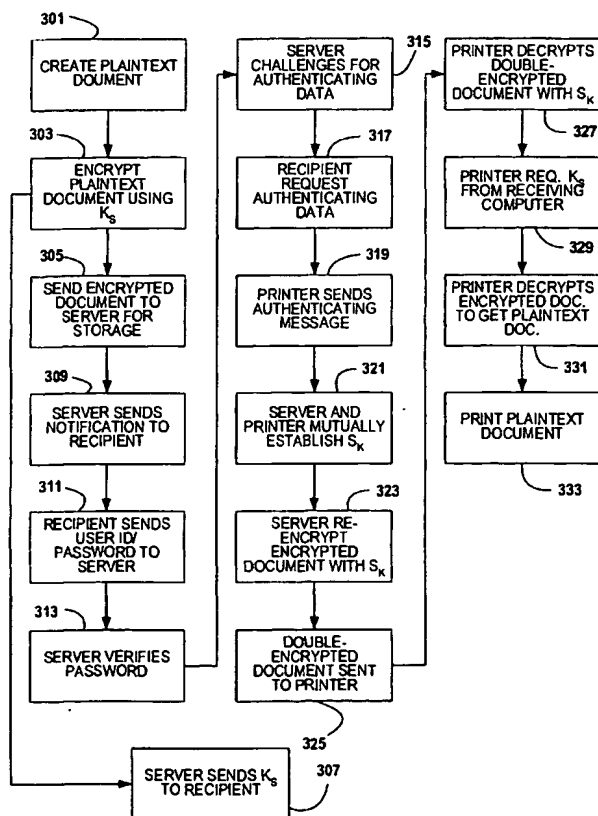 301
CREATE PLAINTEXT
DOUMENT
303
ENCRYPT
PLAINTEXT
DOCUMENT USING
KS
305
SEND ENCRYPTED
DOCUMENT TO
SERVER FOR
STORAGE
309
SERVER SENDS
NOTIFICATION TO
RECIPIENT
311
RECIPIENT SENDS
USER ID/
PASSWORD TO
SERVER
313
SERVER VERIFIES
PASSWORD
SERVER SENDS KS
TO RECIPIENT
307
SERVER
CHALLENGES FOR
AUTHENTICATING
DATA
315
317
RECIPIENT
REQUEST
AUTHENTICATING
DATA
319
PRINTER SENDS
AUTHENTICATING
MESSAGE
321
SERVER AND
PRINTER MUTUALLY
ESTABLISH SK
323
SERVER RE-
ENCRYPT
ENCRYPTED
DOCUMENT WITH SK
DOUBLE-
ENCRYPTED
DOCUMENT SENT
TO PRINTER
325
PRINTER DECRYPTS
DOUBLE-
ENCRYPTED
DOCUMENT WITH SK
327
PRINTER REQ. KS
FROM RECEIVING
COMPUTER
329
PRINTER DECRYPTS
ENCRYPTED DOC.
TO GET PLAINTEXT
DOC.
331
PRINT PLAINTEXT
DOCUMENT
333